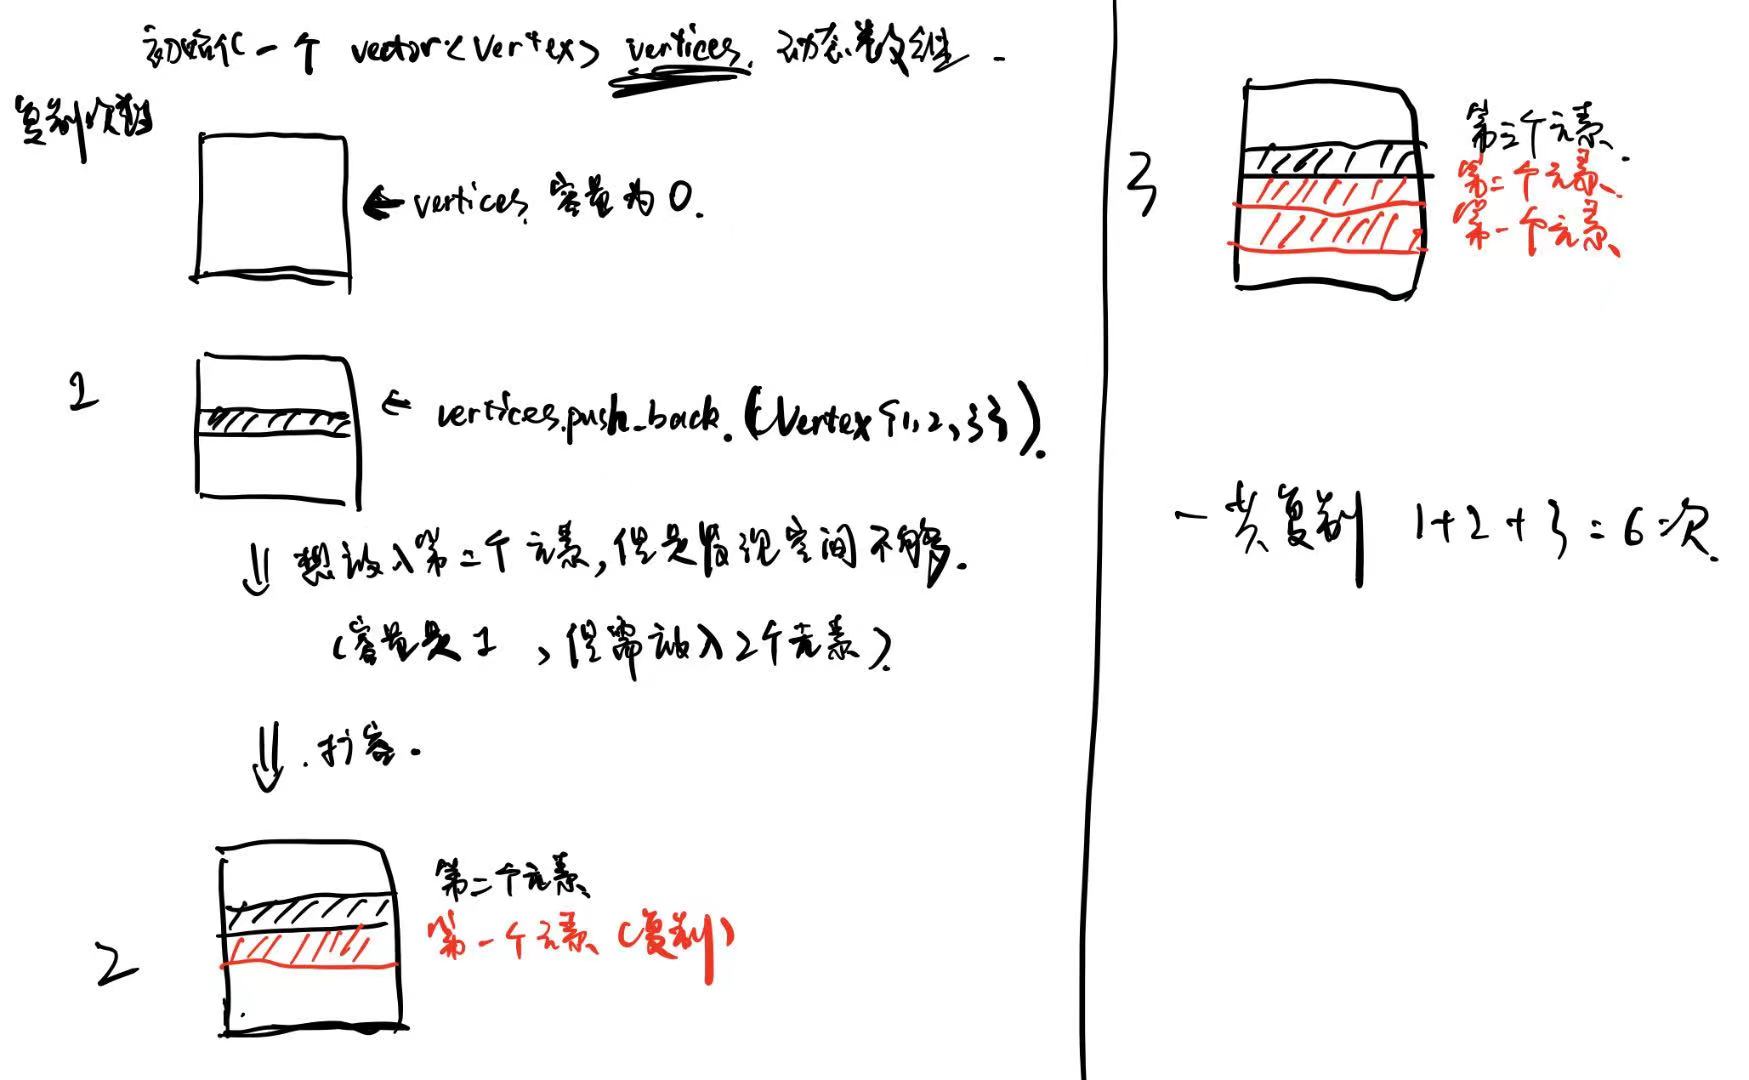 初始化一个 vector<Vertex> vertices. 动态数组.
复制次数
← vertices, 容量为0.
1
← vertices.push_back.(Vertex{1,2,3}).
⇓ 想放入第二个元素,但是发现空间不够.
(容量是1,但需放入2个元素).
⇓.扩容.
2
第二个元素
第一个元素(复制)
3
第三个元素.
第二个元素
第一个元素
一共复制 1+2+3=6次.